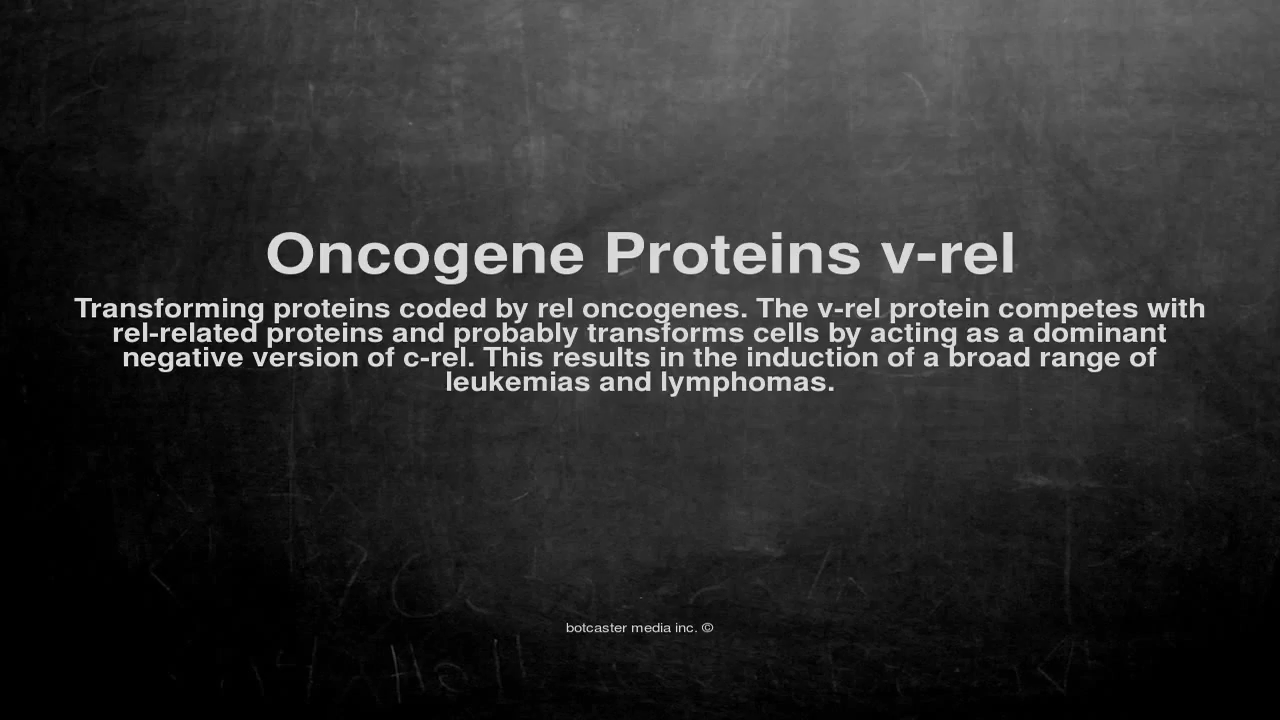 Oncogene Proteins v-rel
Transforming proteins coded by rel oncogenes. The v-rel protein competes with
rel-related proteins and probably transforms cells by acting as a dominant
negative version of c-rel. This results in the induction of a broad range of
leukemias and lymphomas.
botcaster media inc. ©